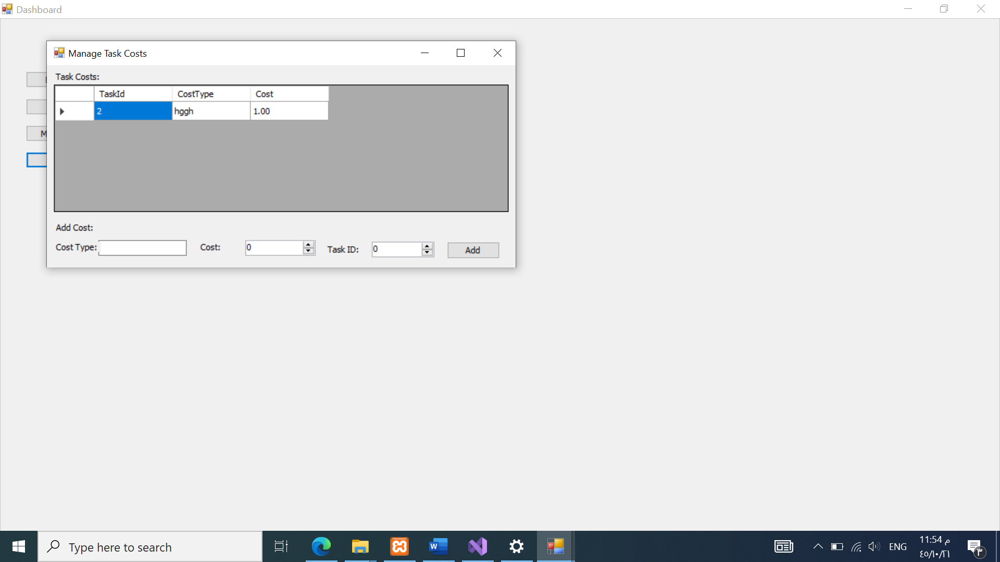 Dashboard
Manage Task Costs
Task Costs:
TaskId CostType Cost
2 hggh 1.00
M
Add Cost:
Cost Type: Cost: 0 Task ID: 0 Add
Type here to search
ENG
11:54 م
٤٥/١٠/٢١
٣